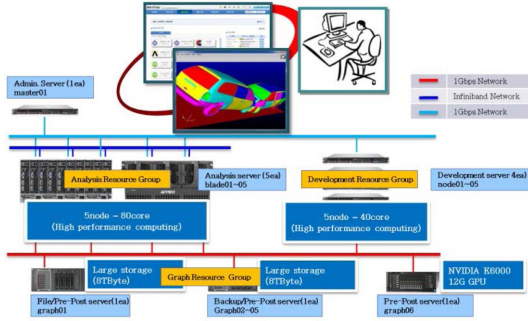 Admin. Server (1ea)
master01
1Gbps Network
Infiniband Network
1Gbps Network
Analysis Resource Group
Analysis server (5ea)
blade01-05
Development Resource Group
Development server 4ea)
node01-05
5node - 80core
(High performance computing)
5node - 40core
(High performance computing)
Large storage
(8TByte)
Graph Resource Group
Large storage
(8TByte)
NVIDIA K6000
12G GPU
File/Pre-Post server(1ea)
graph01
Backup/Pre-Post server(1ea)
Graph02-05
Pre-Post server(1ea)
graph06